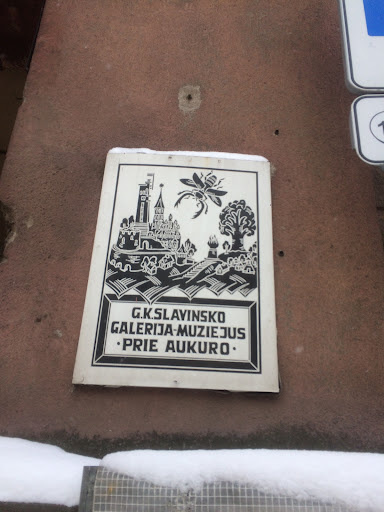 G.K.SLAVINSKO
GALERIJA-MUZIEJUS
·PRIE AUKURO·